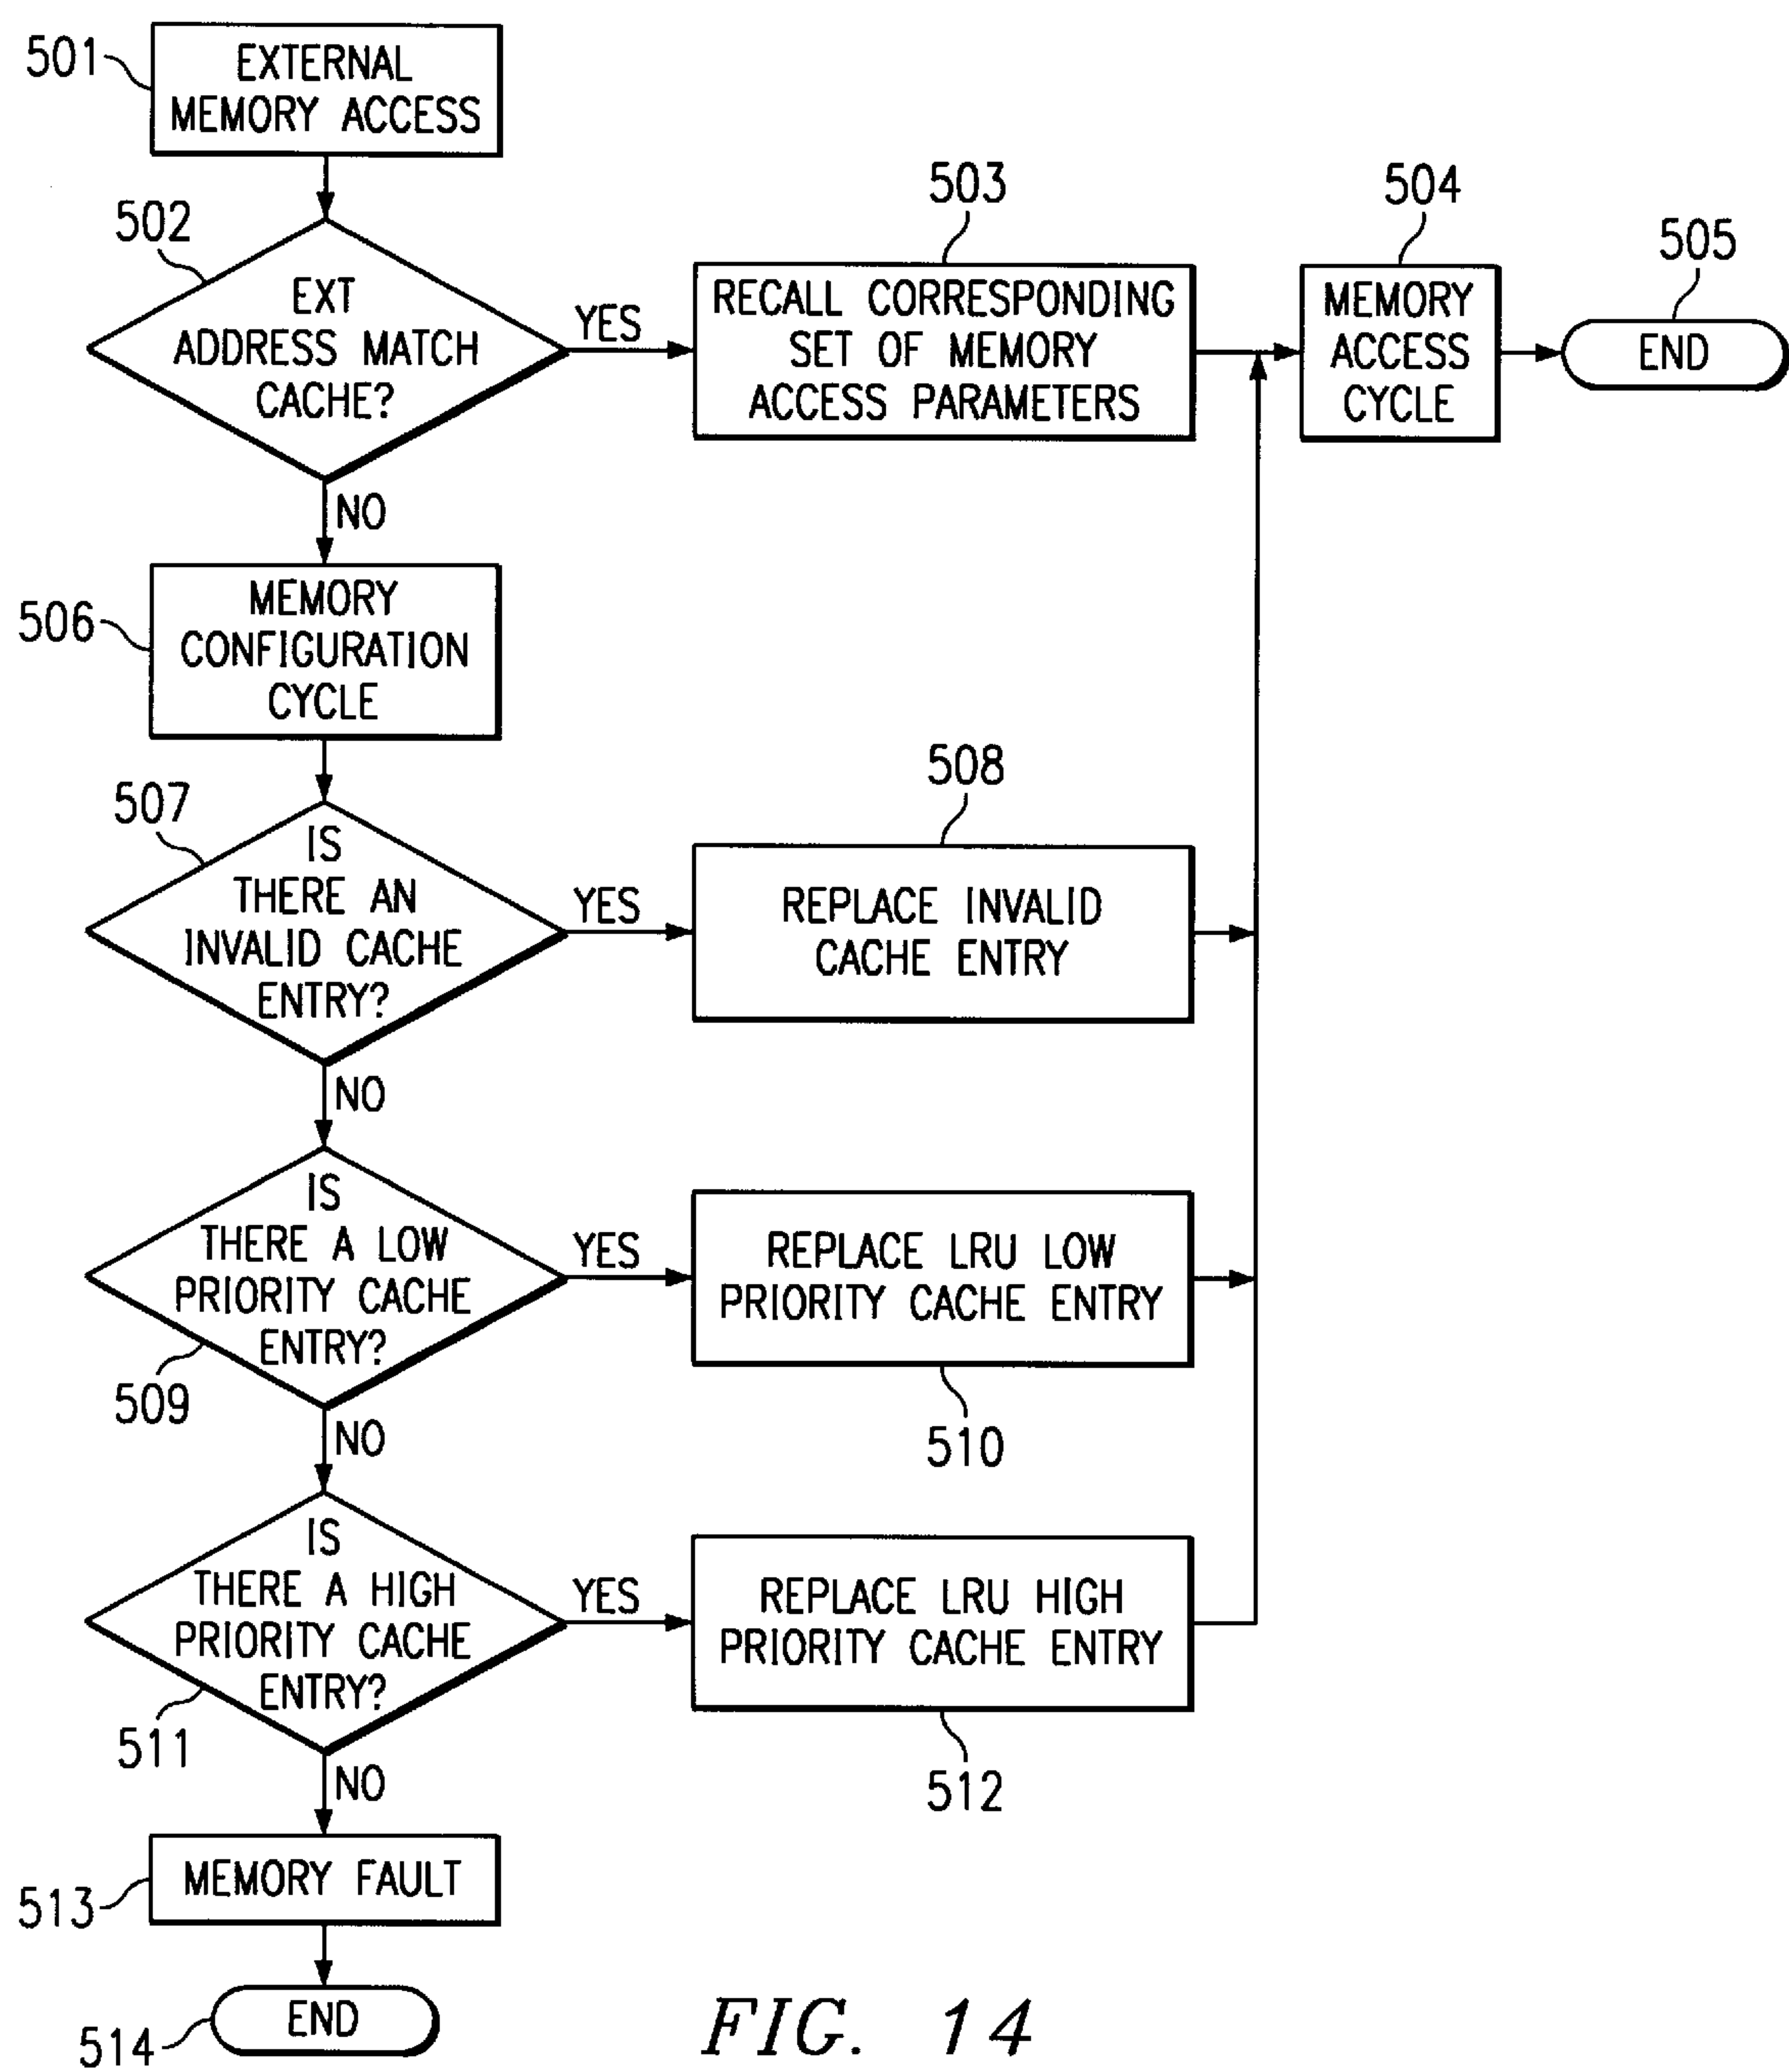 501
EXTERNAL
MEMORY ACCESS
502
EXT
ADDRESS MATCH
CACHE?
YES
503
RECALL CORRESPONDING
SET OF MEMORY
ACCESS PARAMETERS
504
MEMORY
ACCESS
CYCLE
505
END
NO
506
MEMORY
CONFIGURATION
CYCLE
507
IS
THERE AN
INVALID CACHE
ENTRY?
YES
508
REPLACE INVALID
CACHE ENTRY
NO
IS
THERE A LOW
PRIORITY CACHE
ENTRY?
509
YES
REPLACE LRU LOW
PRIORITY CACHE ENTRY
510
NO
IS
THERE A HIGH
PRIORITY CACHE
ENTRY?
511
YES
REPLACE LRU HIGH
PRIORITY CACHE ENTRY
512
NO
MEMORY FAULT
513
END
514
FIG. 14